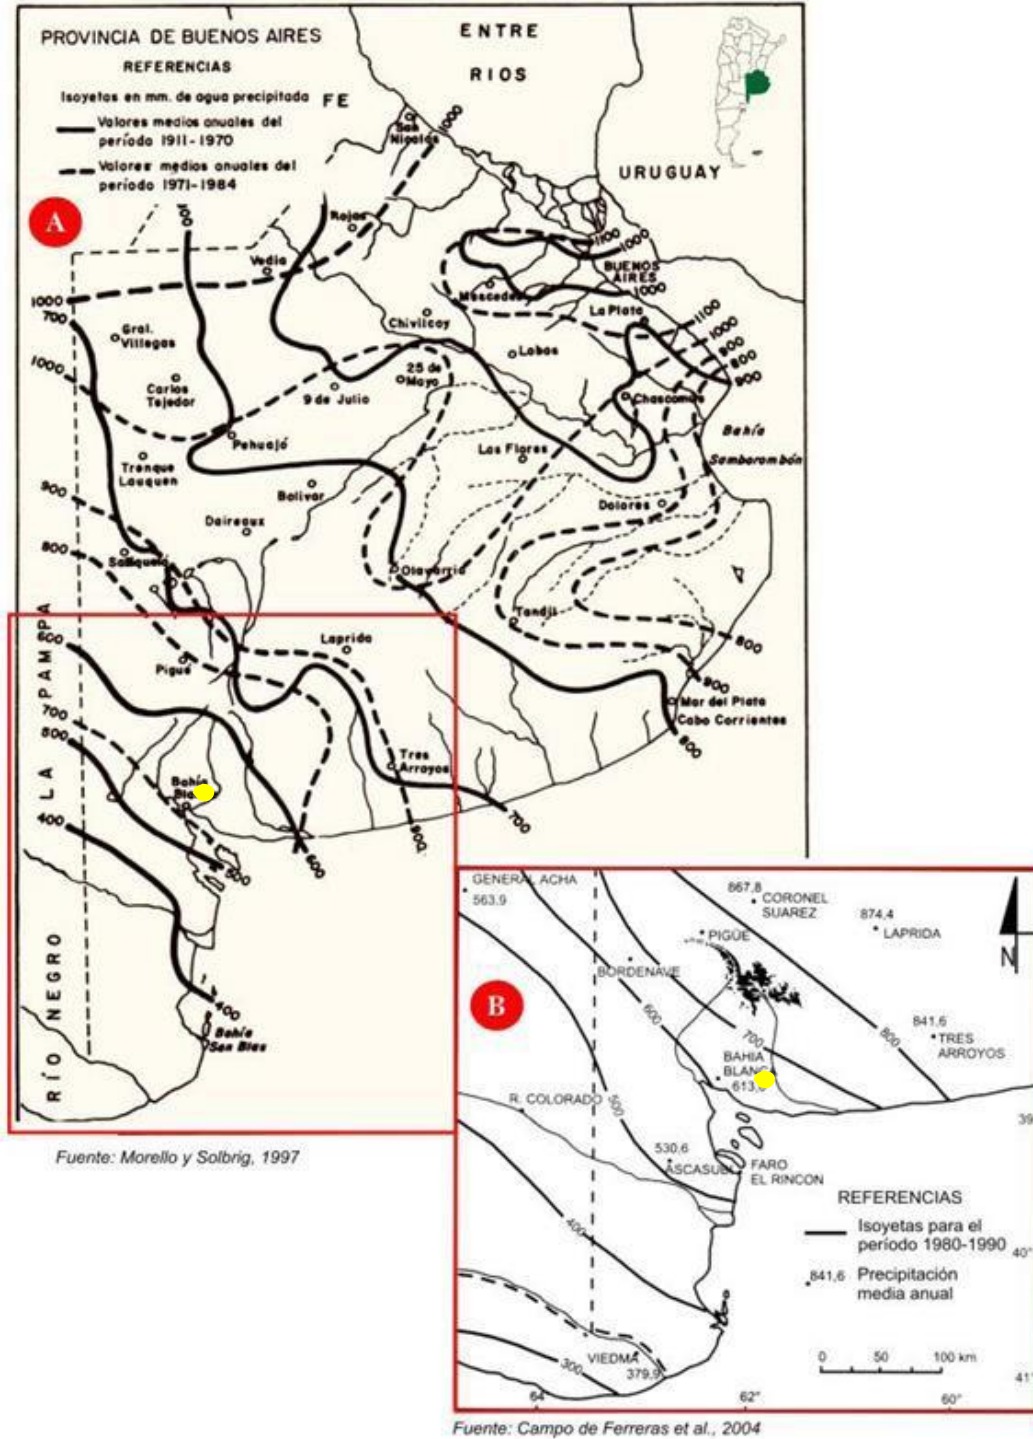 PROVINCIA DE BUENOS AIRES
REFERENCIAS
Isoyetas en mm. de agua precipitada
Valores medios anuales del
período 1911-1970
Valores medios anuales del
período 1971-1984
A
FE
ENTRE
RIOS
URUGUAY
San
Nicolás
1000
Rojas
Vedia
1100
1000
BUENOS
AIRES
1000
Mercedes
La Plata
1100
1000
900
800
900
Chivilcoy
Lobos
1000
700
Gral.
Villegas
1000
Carlos
Tejedor
25 de
Mayo
9 de Julio
Chascomús
Bahía
Samborombón
Pehuajó
Trenque
Lauquen
Las Flores
Bolivar
900
Daireaux
Dolores
800
Olavarría
Tandil
800
900
Mar del Plata
Cabo Corrientes
800
LA PAMPA
600
Pigue
Laprida
700
500
Bahía
Tres
Arroyos
400
700
900
600
500
400
Bahía
San Blas
RÍO NEGRO
Fuente: Morello y Solbrig, 1997
GENERAL ACHA
563,9
867,8
CORONEL
SUAREZ
874,4
LAPRIDA
N
PIGÜE
BORDENAVE
B
600
700
800
841,6
TRES
ARROYOS
BAHIA
500
R. COLORADO
530,6
ASCASUBI
FARO
EL RINCON
39
REFERENCIAS
Isoyetas para el
período 1980-1990
40°
841,6 Precipitación
media anual
400
0 50 100 km
VIEDMA
379,9
300
41°
64° 62° 60°
Fuente: Campo de Ferreras et al., 2004